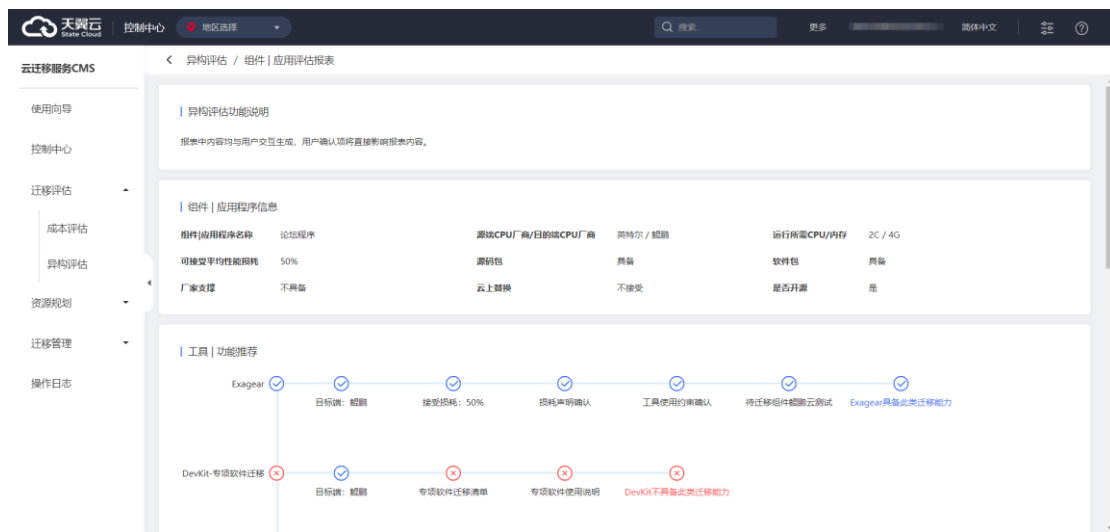 天翼云 State Cloud 控制中心 地区选择 搜索... 更多 简体中文
云迁移服务CMS
使用向导
控制中心
迁移评估
成本评估
异构评估
资源规划
迁移管理
操作日志
异构评估 / 组件 | 应用评估报表
异构评估功能说明
报表中内容均与用户交互生成，用户确认项将直接影响报表内容。
组件 | 应用程序信息
组件|应用程序名称 论坛程序 源端CPU厂商/目的端CPU厂商 英特尔 / 鲲鹏 运行所需CPU/内存 2C / 4G
可接受平均性能损耗 50% 源码包 具备 软件包 具备
厂家支撑 不具备 云上替换 不接受 是否开源 是
工具 | 功能推荐
Exagear
目标端：鲲鹏 接受损耗：50% 损耗声明确认 工具使用约束确认 待迁移组件鲲鹏云测试 Exagear具备此类迁移能力
DevKit-专项软件迁移
目标端：鲲鹏 专项软件迁移清单 专项软件使用说明 DevKit不具备此类迁移能力